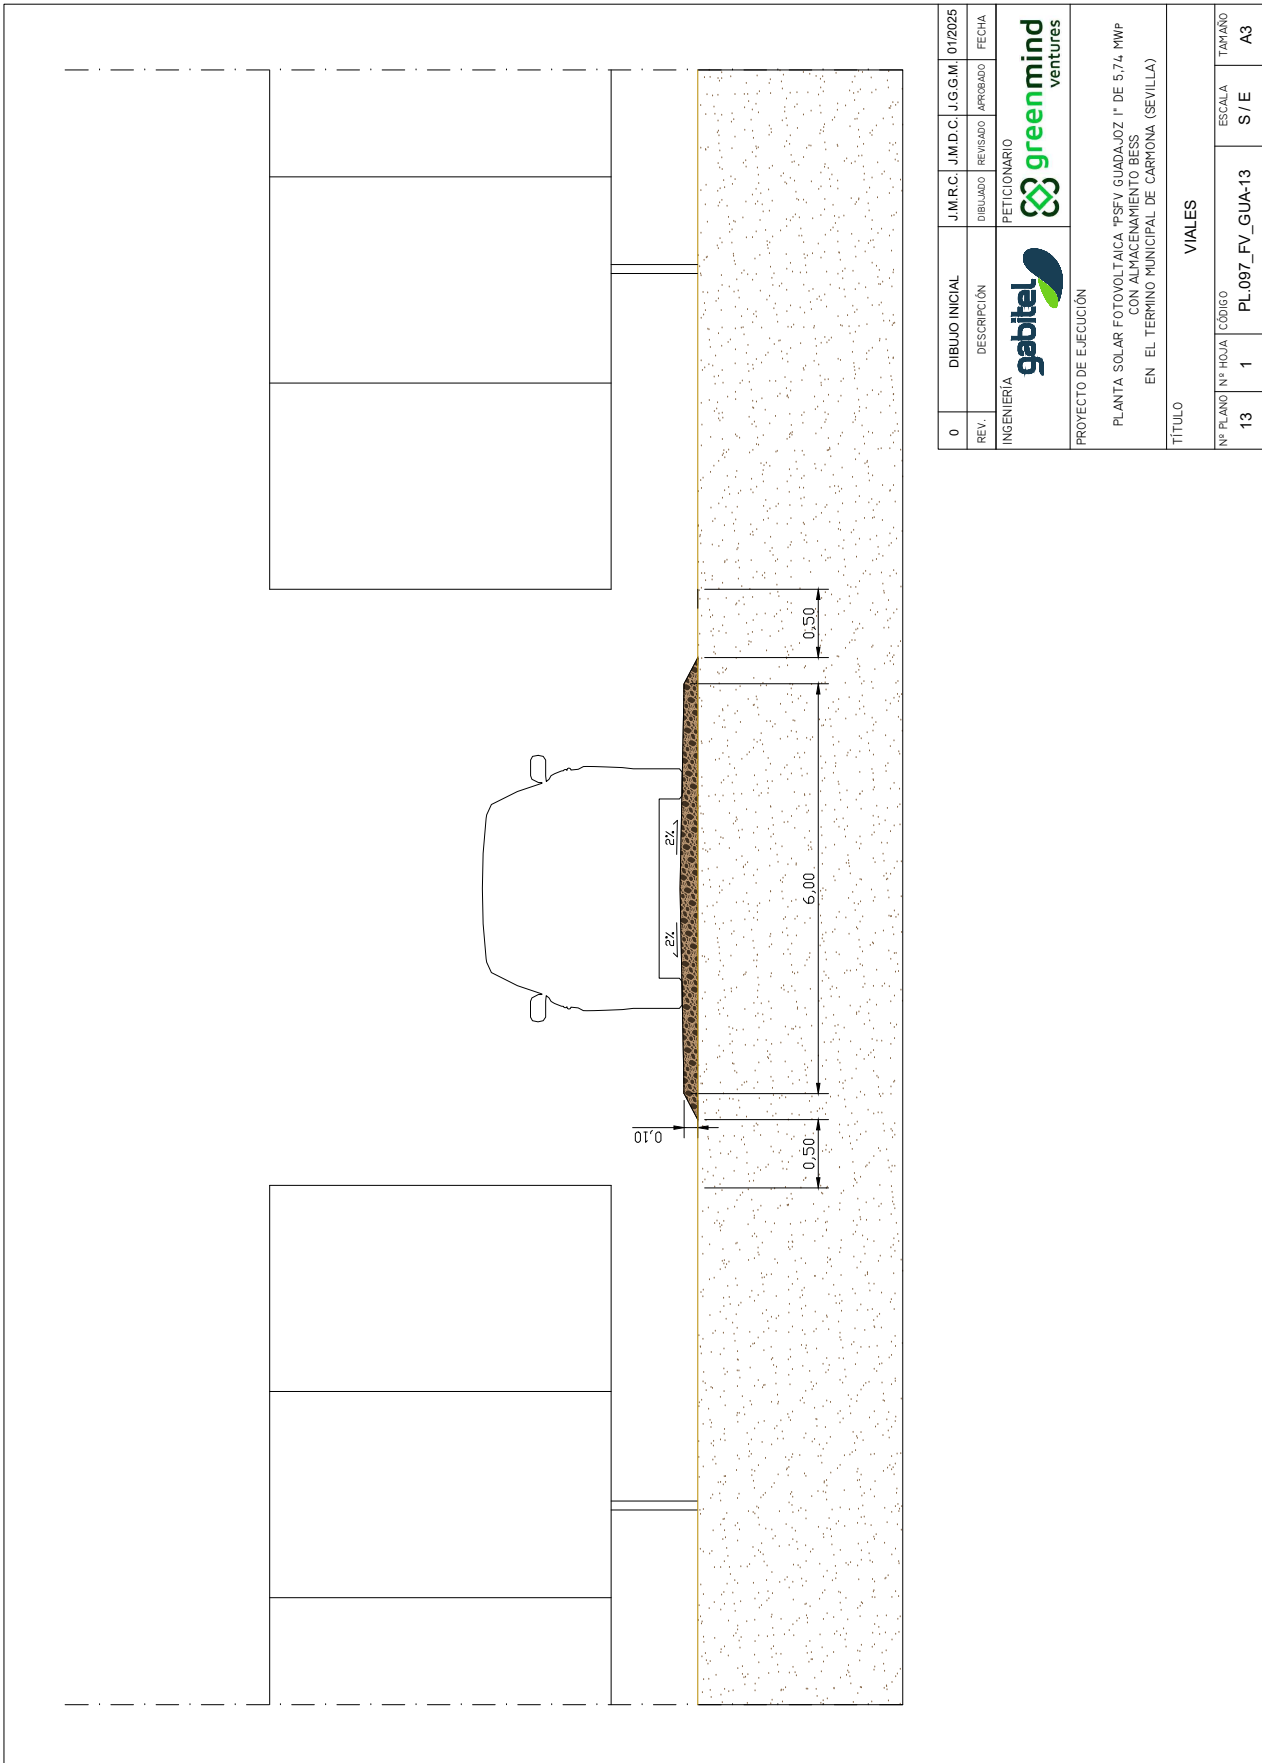 2%
2%
0,10
0,50
6,00
0,50
0
DIBUJO INICIAL
J.M.R.C.
J.M.D.C.
J.G.G.M.
01/2025
REV.
DESCRIPCIÓN
DIBUJADO
REVISADO
APROBADO
FECHA
INGENIERÍA
gabitel
PETICIONARIO
greenmind
ventures
PROYECTO DE EJECUCIÓN
PLANTA SOLAR FOTOVOLTAICA "PSFV GUADAJOZ I" DE 5,74 MWP
CON ALMACENAMIENTO BESS
EN EL TERMINO MUNICIPAL DE CARMONA (SEVILLA)
TÍTULO
VIALES
Nº PLANO
13
Nº HOJA
1
CÓDIGO
PL.097_FV_GUA-13
ESCALA
S / E
TAMAÑO
A3